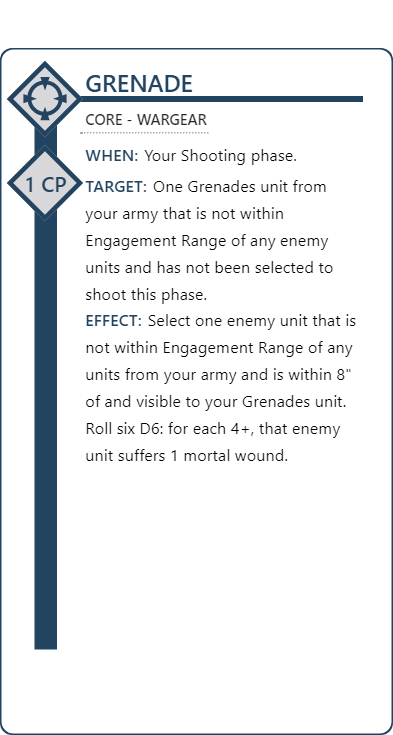 GRENADE
CORE - WARGEAR
1 CP
WHEN: Your Shooting phase.
TARGET: One Grenades unit from
your army that is not within
Engagement Range of any enemy
units and has not been selected to
shoot this phase.
EFFECT: Select one enemy unit that is
not within Engagement Range of any
units from your army and is within 8"
of and visible to your Grenades unit.
Roll six D6: for each 4+, that enemy
unit suffers 1 mortal wound.